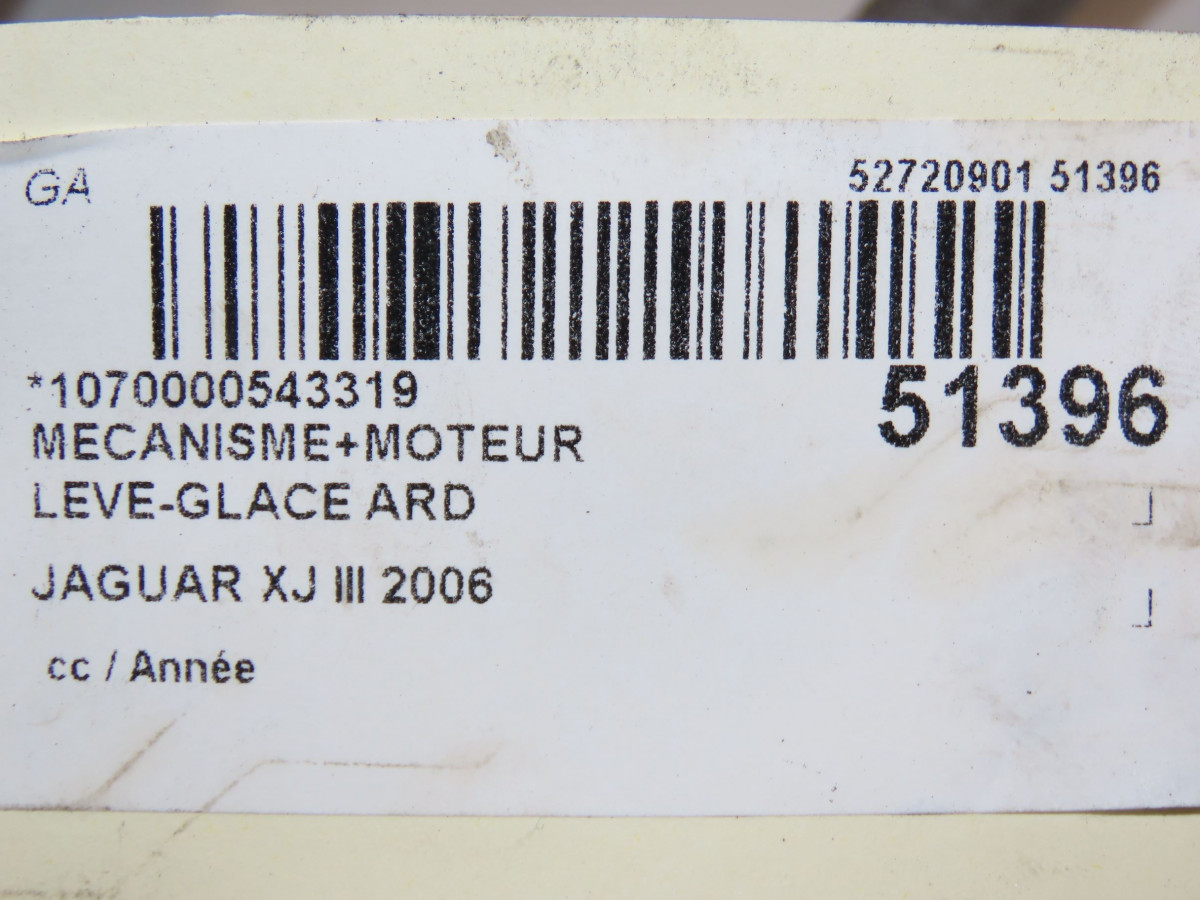 GA
52720901 51396
*1070000543319
51396
MECANISME+MOTEUR
LEVE-GLACE ARD
JAGUAR XJ III 2006
cc / Année